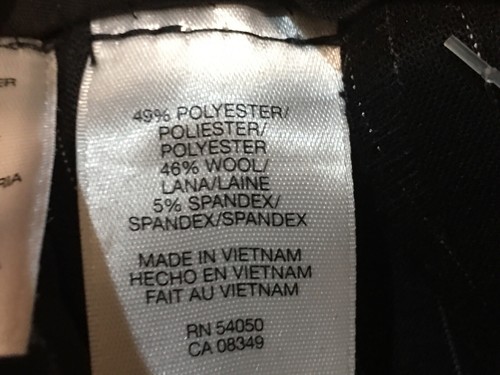 49% POLYESTER/
POLIESTER/
POLYESTER
46% WOOL/
LANA/LAINE
5% SPANDEX/
SPANDEX/SPANDEX
MADE IN VIETNAM
HECHO EN VIETNAM
FAIT AU VIETNAM
RN 54050
CA 08349